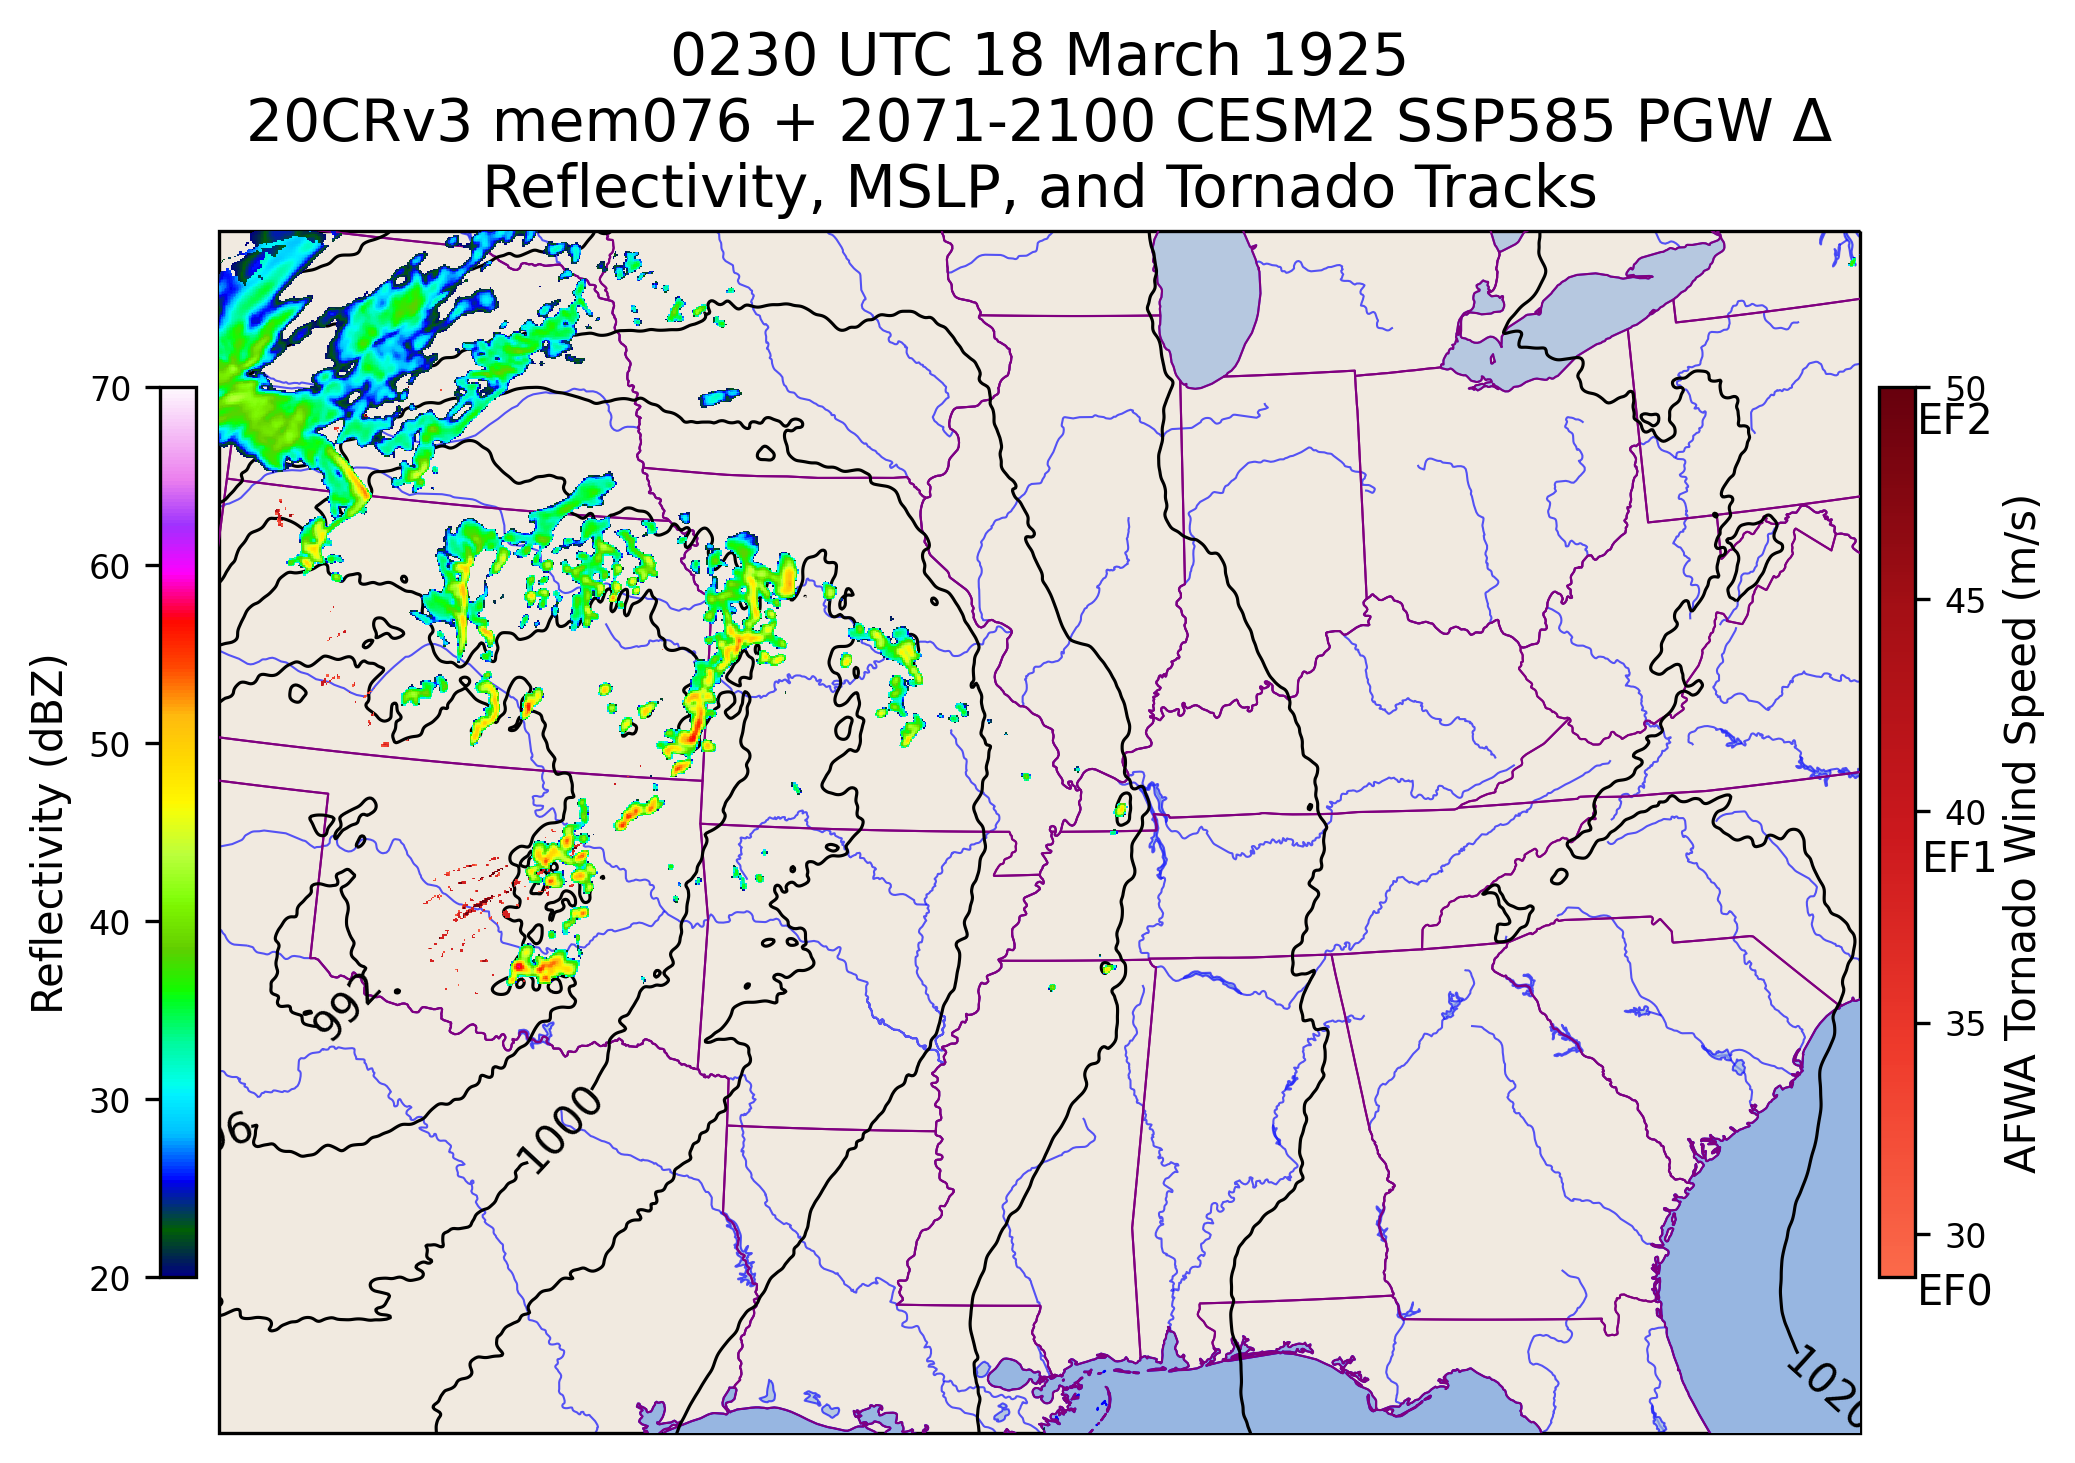 0230 UTC 18 March 1925
20CRv3 mem076 + 2071-2100 CESM2 SSP585 PGW Δ
Reflectivity, MSLP, and Tornado Tracks
70
60
50
40
30
20
Reflectivity (dBZ)
992
1000
1020
50
EF2
45
40
EF1
35
30
EF0
AFWA Tornado Wind Speed (m/s)